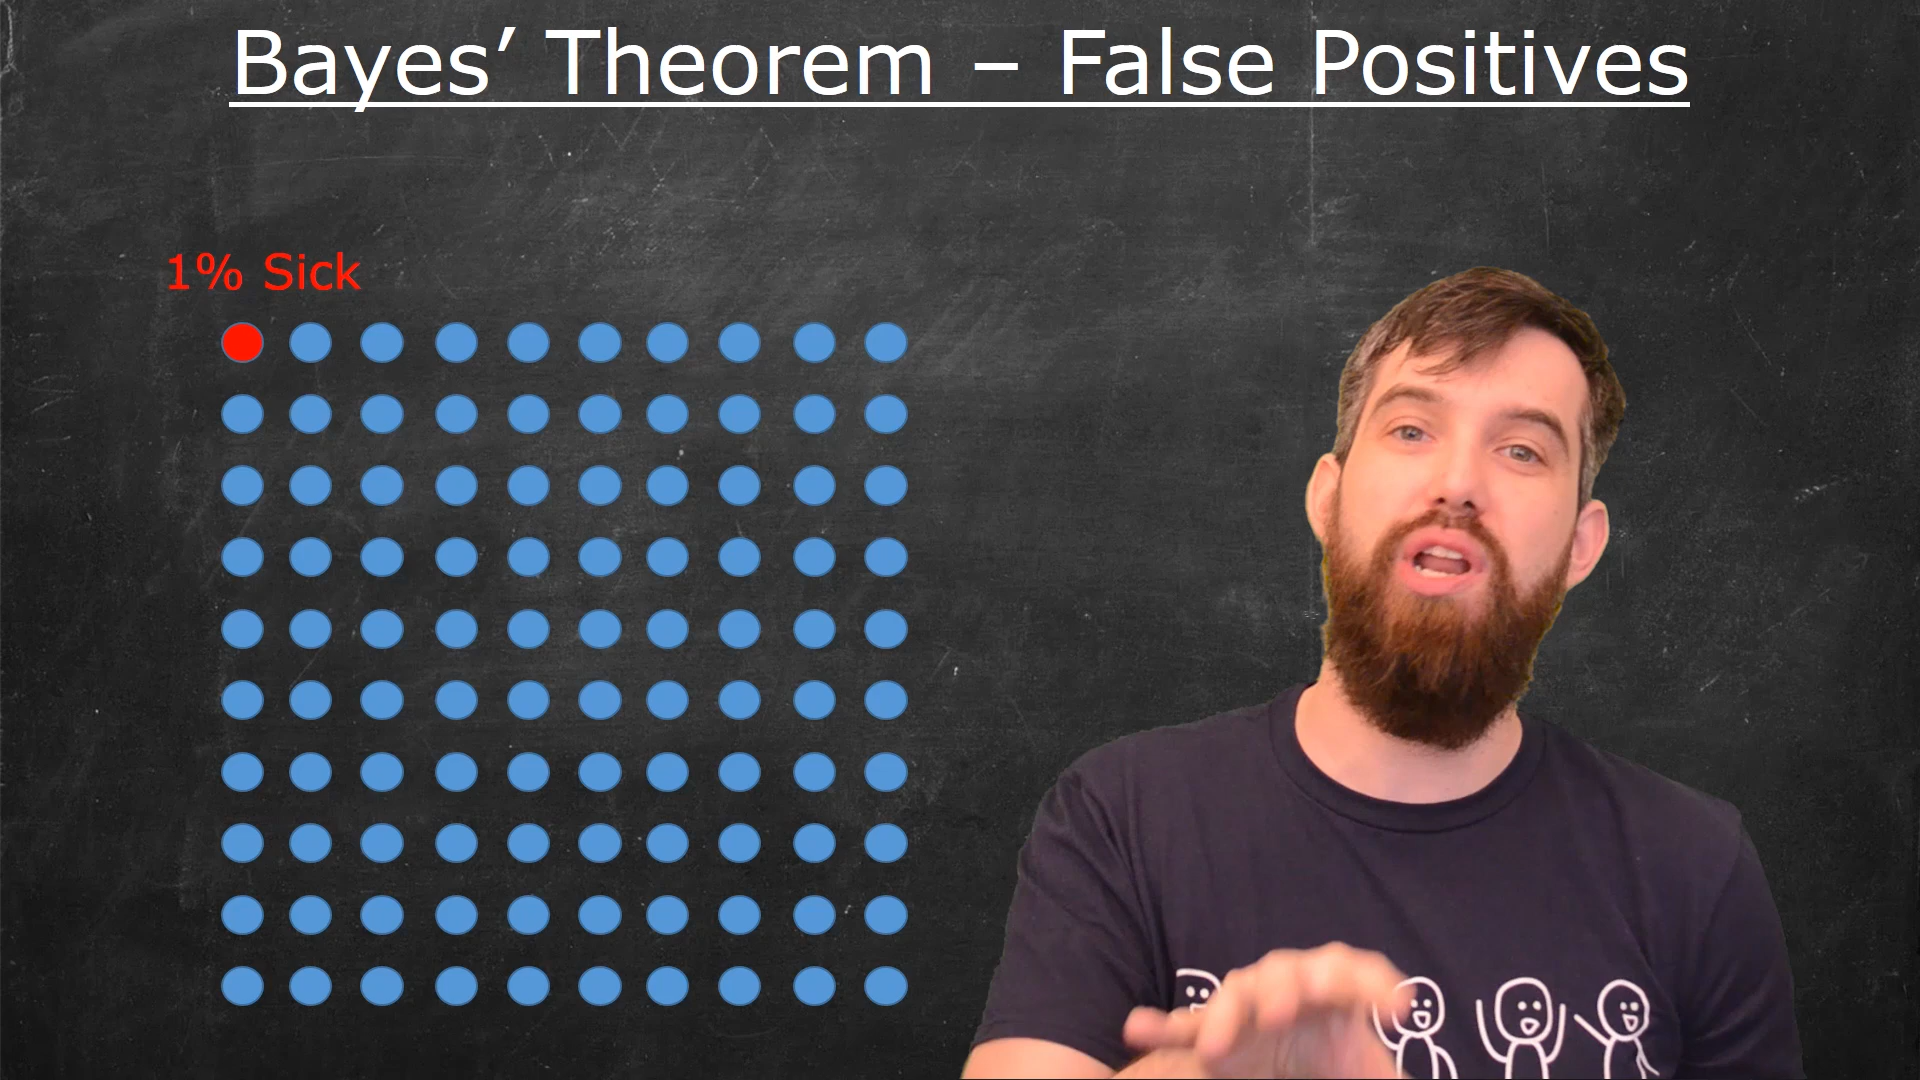 Bayes’ Theorem – False Positives
1% Sick